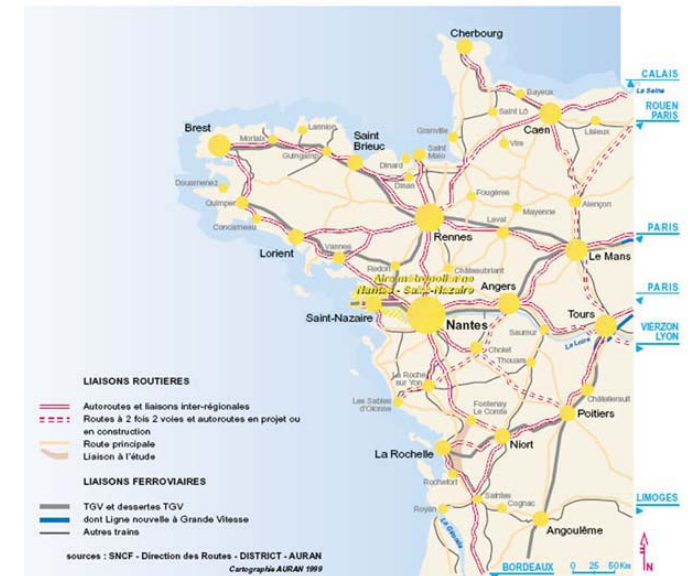 Cherbourg
CALAIS
La Seine
Bayeux
ROUEN
PARIS
Saint Lô
Caen
Lisieux
Granville
Vire
Brest
Morlaix
Lannion
Guingamp
Saint
Brieuc
Saint
Malo
Dinard
Dinan
Douarnenez
Fougères
Alençon
Quimper
Concarneau
Rennes
Laval
Mayenne
PARIS
Lorient
Vannes
Le Mans
Redon
Châteaubriant
Aire métropolitaine
Nantes - Saint-Nazaire
Angers
PARIS
Saint-Nazaire
Nantes
Tours
Saumur
La Loire
VIERZON
LYON
Cholet
Thouars
La Roche
sur Yon
Châtellerault
Les Sables
d'Olonne
Fontenay
Le Comte
Poitiers
La Rochelle
Niort
Rochefort
Saintes
Cognac
LIMOGES
Royan
Angoulême
BORDEAUX
0 25 50Km
N
LIAISONS ROUTIERES
Autoroutes et liaisons inter-régionales
Routes à 2 fois 2 voies et autoroutes en projet ou
en construction
Route principale
Liaison à l'étude
LIAISONS FERROVIAIRES
TGV et dessertes TGV
dont Ligne nouvelle à Grande Vitesse
Autres trains
sources : SNCF - Direction des Routes - DISTRICT - AURAN
Cartographie AURAN 1999